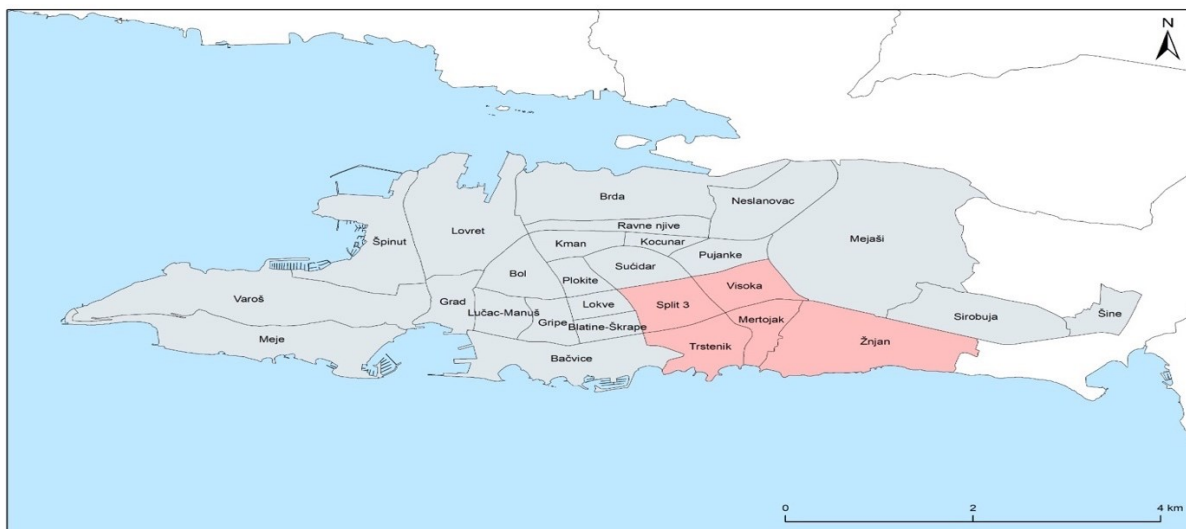 N
Brda
Neslanovac
Ravne njive
Lovret
Špinut
Kman
Kocunar
Mejaši
Pujanke
Sućidar
Bol
Plokite
Visoka
Varoš
Grad
Lokve
Split 3
Lučac-Manuš
Gripe
Blatine-Škrape
Mertojak
Sirobuja
Šine
Meje
Trstenik
Žnjan
Bačvice
0 2 4 km